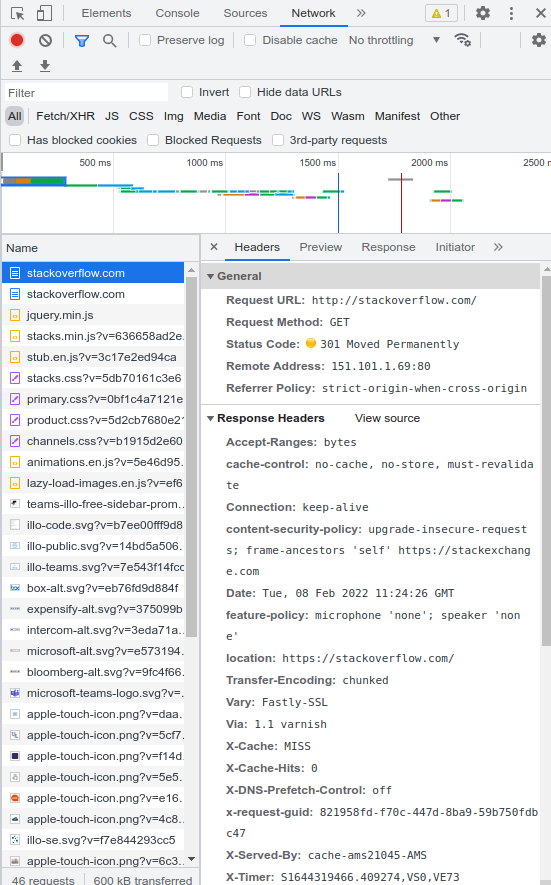 Elements Console Sources Network 1
Preserve log Disable cache No throttling
Filter Invert Hide data URLs
All Fetch/XHR JS CSS Img Media Font Doc WS Wasm Manifest Other
Has blocked cookies Blocked Requests 3rd-party requests
500 ms 1000 ms 1500 ms 2000 ms 2500 m
Name
stackoverflow.com
stackoverflow.com
jquery.min.js
stacks.min.js?v=636658ad2e
stub.en.js?v=3c17e2ed94ca
stacks.css?v=5db70161c3e6
primary.css?v=0bf1c4a7121e
product.css?v=5d2cb7680e21
channels.css?v=b1915d2e60
animations.en.js?v=5e46d95.
lazy-load-images.en.js?v=ef6
teams-illo-free-sidebar-prom…
illo-code.svg?v=b7ee00fff9d8
illo-public.svg?v=14bd5a506…
illo-teams.svg?v=7e543f14fcc
box-alt.svg?v=eb76fd9d884f
expensify-alt.svg?v=375099b
intercom-alt.svg?v=3eda71a…
microsoft-alt.svg?v=e573194.
bloomberg-alt.svg?v=9fc4f66.
microsoft-teams-logo.svg?v=…
apple-touch-icon.png?v=daa…
apple-touch-icon.png?v=5cf7.
apple-touch-icon.png?v=f14d.
apple-touch-icon.png?v=5e5…
apple-touch-icon.png?v=e16…
apple-touch-icon.png?v=4c8…
illo-se.svg?v=f7e844293cc5
apple-touch-icon.png?v=6c3…
46 requests 600 kB transferred
Headers Preview Response Initiator
General
Request URL: http://stackoverflow.com/
Request Method: GET
Status Code: 301 Moved Permanently
Remote Address: 151.101.1.69:80
Referrer Policy: strict-origin-when-cross-origin
Response Headers View source
Accept-Ranges: bytes
cache-control: no-cache, no-store, must-revalida
te
Connection: keep-alive
content-security-policy: upgrade-insecure-request
s; frame-ancestors 'self' https://stackexchan
ge.com
Date: Tue, 08 Feb 2022 11:24:26 GMT
feature-policy: microphone 'none'; speaker 'non
e'
location: https://stackoverflow.com/
Transfer-Encoding: chunked
Vary: Fastly-SSL
Via: 1.1 varnish
X-Cache: MISS
X-Cache-Hits: 0
X-DNS-Prefetch-Control: off
x-request-guid: 821958fd-f70c-447d-8ba9-59b750fdb
c47
X-Served-By: cache-ams21045-AMS
X-Timer: S1644319466.409274,VS0,VE73